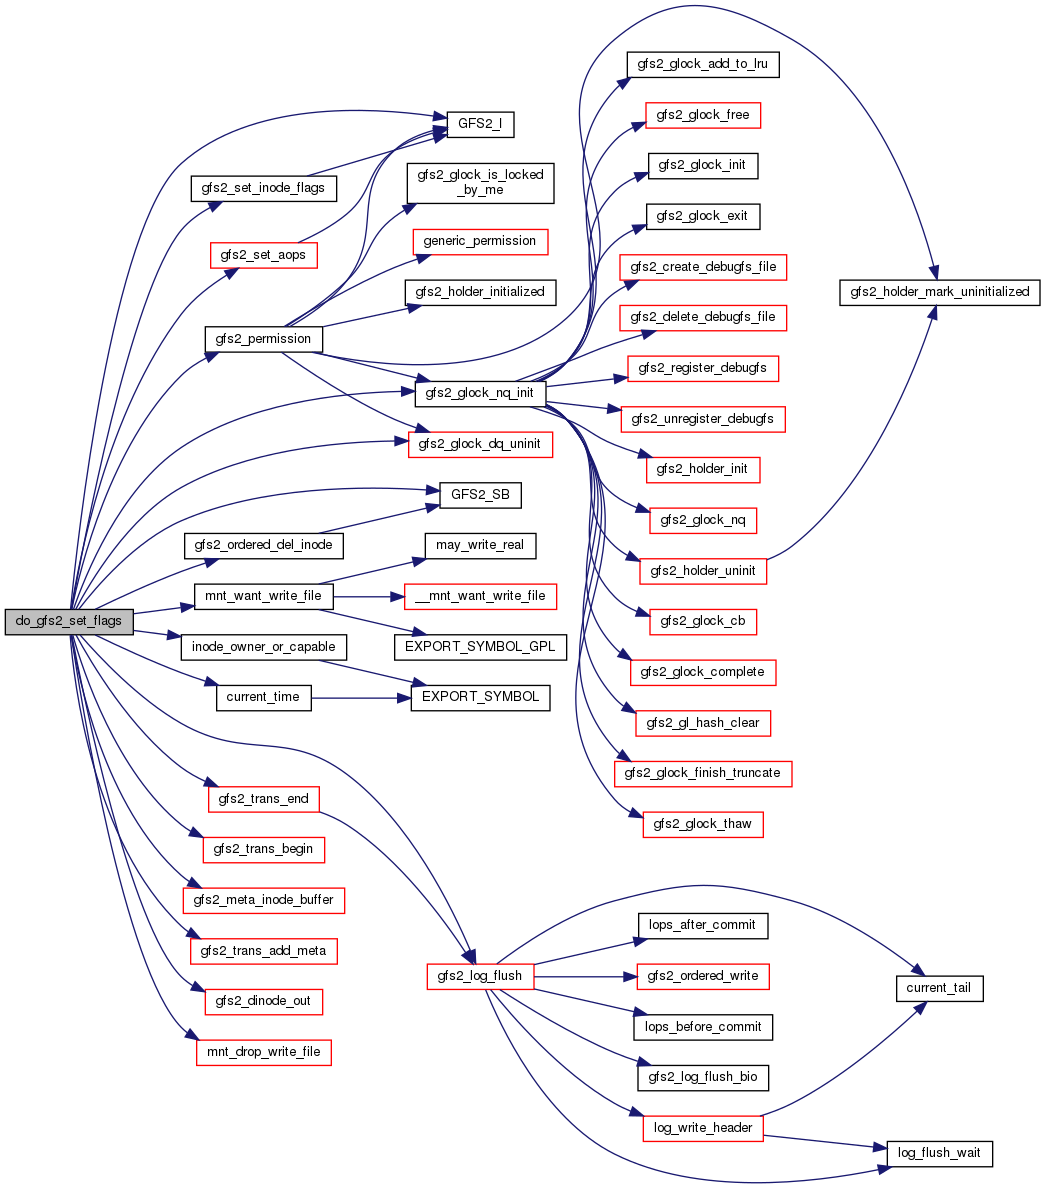 do_gfs2_set_flags
GFS2_I
gfs2_set_inode_flags
gfs2_set_aops
gfs2_permission
gfs2_glock_is_locked
_by_me
generic_permission
gfs2_holder_initialized
gfs2_glock_nq_init
gfs2_glock_dq_uninit
GFS2_SB
gfs2_ordered_del_inode
mnt_want_write_file
may_write_real
__mnt_want_write_file
EXPORT_SYMBOL_GPL
inode_owner_or_capable
current_time
EXPORT_SYMBOL
gfs2_trans_end
gfs2_trans_begin
gfs2_meta_inode_buffer
gfs2_trans_add_meta
gfs2_dinode_out
mnt_drop_write_file
gfs2_log_flush
gfs2_glock_add_to_lru
gfs2_glock_free
gfs2_glock_init
gfs2_glock_exit
gfs2_create_debugfs_file
gfs2_delete_debugfs_file
gfs2_register_debugfs
gfs2_unregister_debugfs
gfs2_holder_init
gfs2_glock_nq
gfs2_holder_uninit
gfs2_glock_cb
gfs2_glock_complete
gfs2_gl_hash_clear
gfs2_glock_finish_truncate
gfs2_glock_thaw
lops_after_commit
gfs2_ordered_write
lops_before_commit
gfs2_log_flush_bio
log_write_header
gfs2_holder_mark_uninitialized
current_tail
log_flush_wait